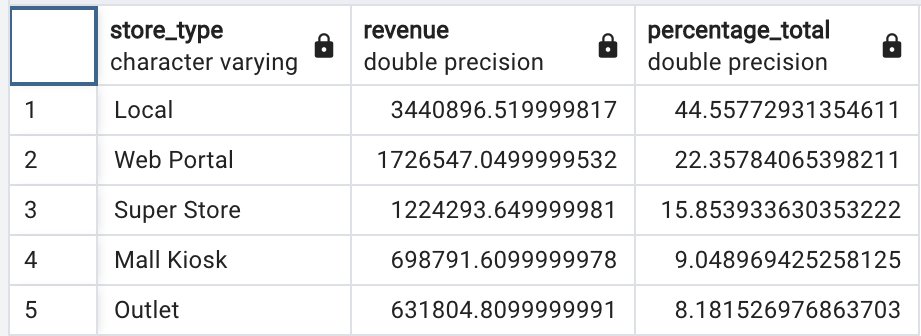 store_type revenue percentage_total
character varying double precision double precision
1 Local 3440896.519999817 44.55772931354611
2 Web Portal 1726547.0499999532 22.35784065398211
3 Super Store 1224293.649999981 15.853933630353222
4 Mall Kiosk 698791.6099999978 9.048969425258125
5 Outlet 631804.8099999991 8.181526976863703